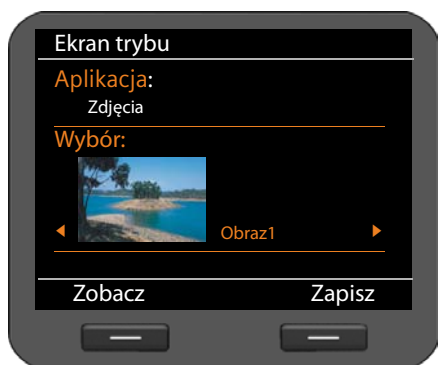 Ekran trybu
Aplikacja:
Zdjęcia
Wybór:
Obraz1
Zobacz Zapisz